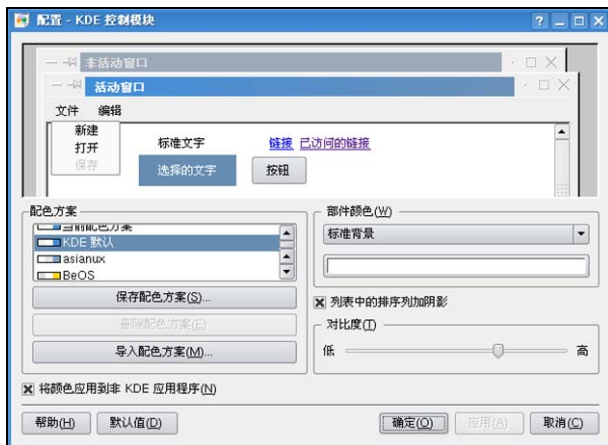 配置 - KDE 控制模块
非活动窗口
活动窗口
文件 编辑
新建
打开
保存
标准文字 链接 已访问的链接
选择的文字 按钮
配色方案
当前配色方案
KDE 默认
asianux
BeOS
保存配色方案(S)...
删除配色方案(E)
导入配色方案(M)...
部件颜色(W)
标准背景
列表中的排序列加阴影
对比度(T)
低 高
将颜色应用到非 KDE 应用程序(N)
帮助(H) 默认值(D) 确定(O) 应用(A) 取消(C)